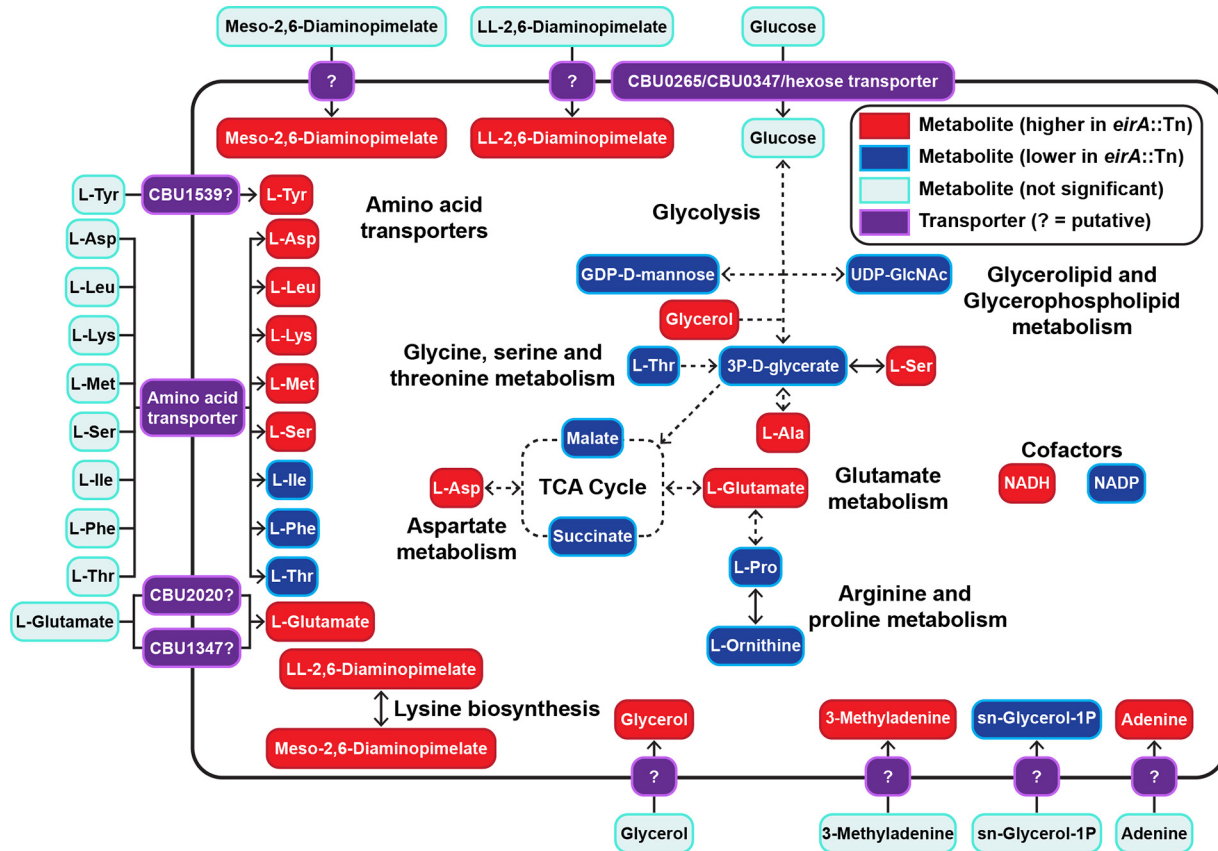 Meso-2,6-Diaminopimelate
LL-2,6-Diaminopimelate
Glucose
?
?
CBU0265/CBU0347/hexose transporter
Meso-2,6-Diaminopimelate
LL-2,6-Diaminopimelate
Glucose
Metabolite (higher in eirA::Tn)
Metabolite (lower in eirA::Tn)
Metabolite (not significant)
Transporter (? = putative)
L-Tyr
CBU1539?
L-Tyr
L-Asp
L-Asp
L-Leu
L-Leu
L-Lys
L-Lys
L-Met
L-Met
L-Ser
L-Ser
L-Ile
L-Ile
L-Phe
L-Phe
L-Thr
L-Thr
Amino acid
transporter
Amino acid
transporters
L-Glutamate
CBU2020?
CBU1347?
L-Glutamate
Glycolysis
GDP-D-mannose
UDP-GlcNAc
Glycerolipid and
Glycerophospholipid
metabolism
Glycerol
Glycine, serine and
threonine metabolism
L-Thr
3P-D-glycerate
L-Ser
L-Ala
Malate
TCA Cycle
Succinate
L-Asp
Aspartate
metabolism
L-Glutamate
Glutamate
metabolism
Cofactors
NADH
NADP
L-Pro
Arginine and
proline metabolism
L-Ornithine
LL-2,6-Diaminopimelate
Lysine biosynthesis
Meso-2,6-Diaminopimelate
Glycerol
3-Methyladenine
sn-Glycerol-1P
Adenine
?
?
?
?
Glycerol
3-Methyladenine
sn-Glycerol-1P
Adenine